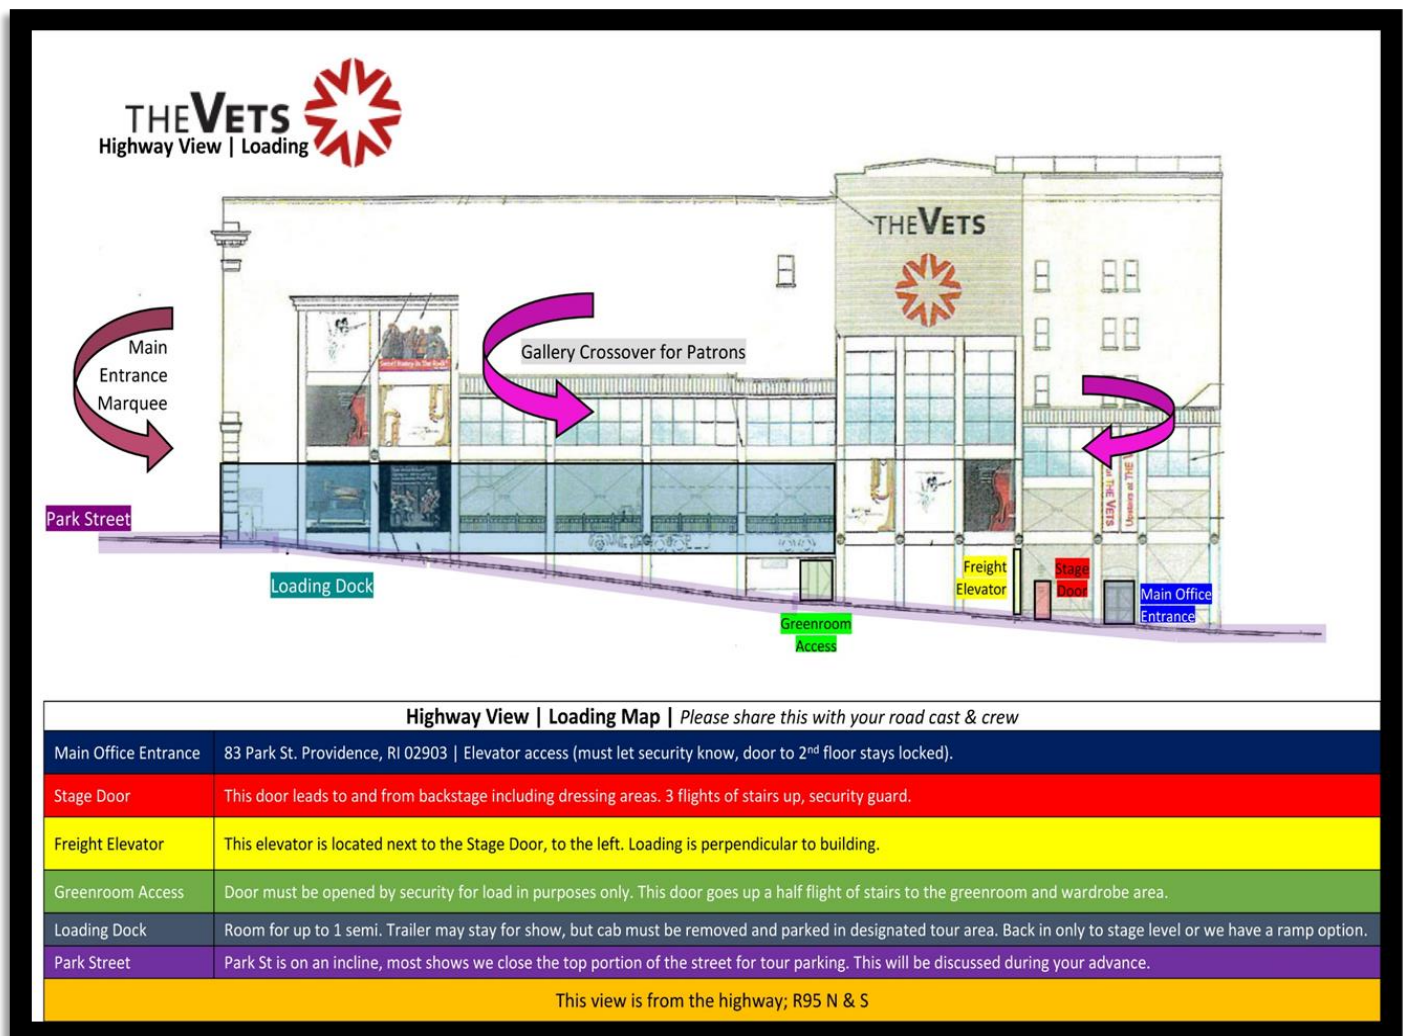 THEVETS
Highway View | Loading
THEVETS
Main
Entrance
Marquee
Gallery Crossover for Patrons
Park Street
Loading Dock
Greenroom
Access
Freight
Elevator
Stage
Door
Main Office
Entrance
Upstairs at THE V
at THE VETS
Highway View | Loading Map | Please share this with your road cast & crew
Main Office Entrance 83 Park St. Providence, RI 02903 | Elevator access (must let security know, door to 2nd floor stays locked).
Stage Door This door leads to and from backstage including dressing areas. 3 flights of stairs up, security guard.
Freight Elevator This elevator is located next to the Stage Door, to the left. Loading is perpendicular to building.
Greenroom Access Door must be opened by security for load in purposes only. This door goes up a half flight of stairs to the greenroom and wardrobe area.
Loading Dock Room for up to 1 semi. Trailer may stay for show, but cab must be removed and parked in designated tour area. Back in only to stage level or we have a ramp option.
Park Street Park St is on an incline, most shows we close the top portion of the street for tour parking. This will be discussed during your advance.
This view is from the highway; R95 N & S